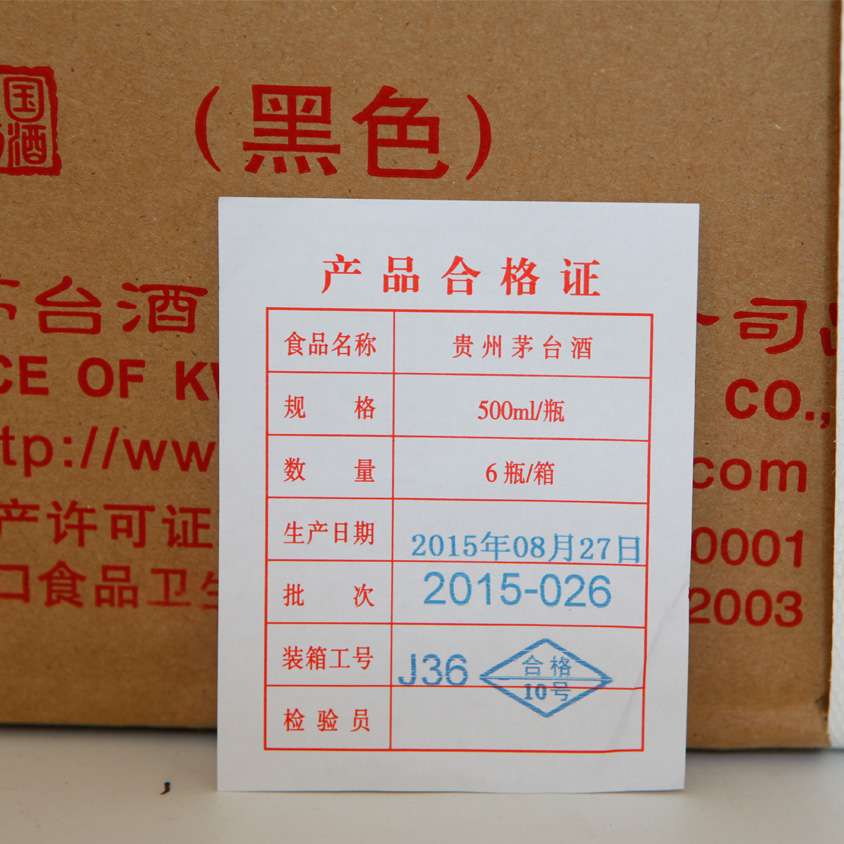 国酒
（黑色）
茅台酒
公司
CE OF KW
CO.,
tp://ww
com
产许可证
0001
口食品卫生
2003
产品合格证
食品名称 贵州茅台酒
规格 500ml/瓶
数量 6瓶/箱
生产日期 2015年08月27日
批次 2015-026
装箱工号 J36
合格
10号
检验员